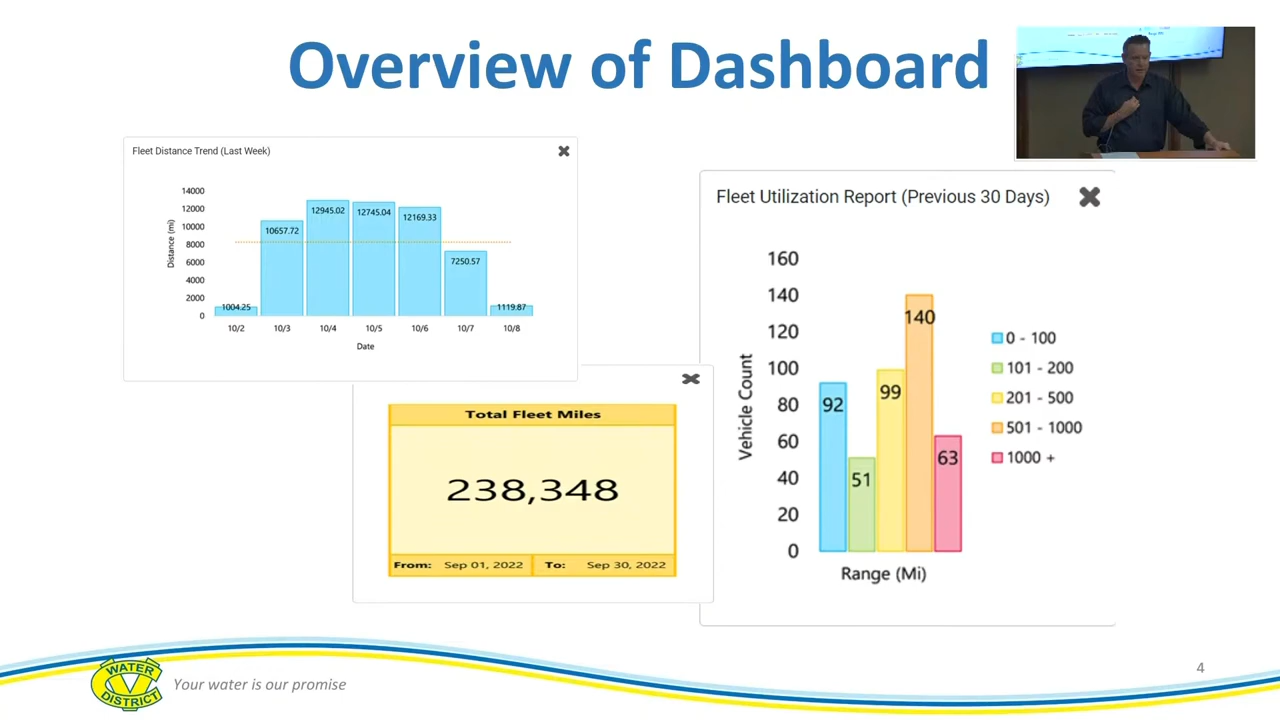 Overview of Dashboard
Fleet Distance Trend (Last Week)
Distance (mi)
14000
12000
10000
8000
6000
4000
2000
0
1004.25
10657.72
12945.02
12745.04
12169.33
7250.57
1119.87
10/2 10/3 10/4 10/5 10/6 10/7 10/8
Date
Total Fleet Miles
238,348
From: Sep 01, 2022 To: Sep 30, 2022
Fleet Utilization Report (Previous 30 Days)
Vehicle Count
160
140
120
100
80
60
40
20
0
92
51
99
140
63
Range (Mi)
0 - 100
101 - 200
201 - 500
501 - 1000
1000 +
WATER
DISTRICT
Your water is our promise
4